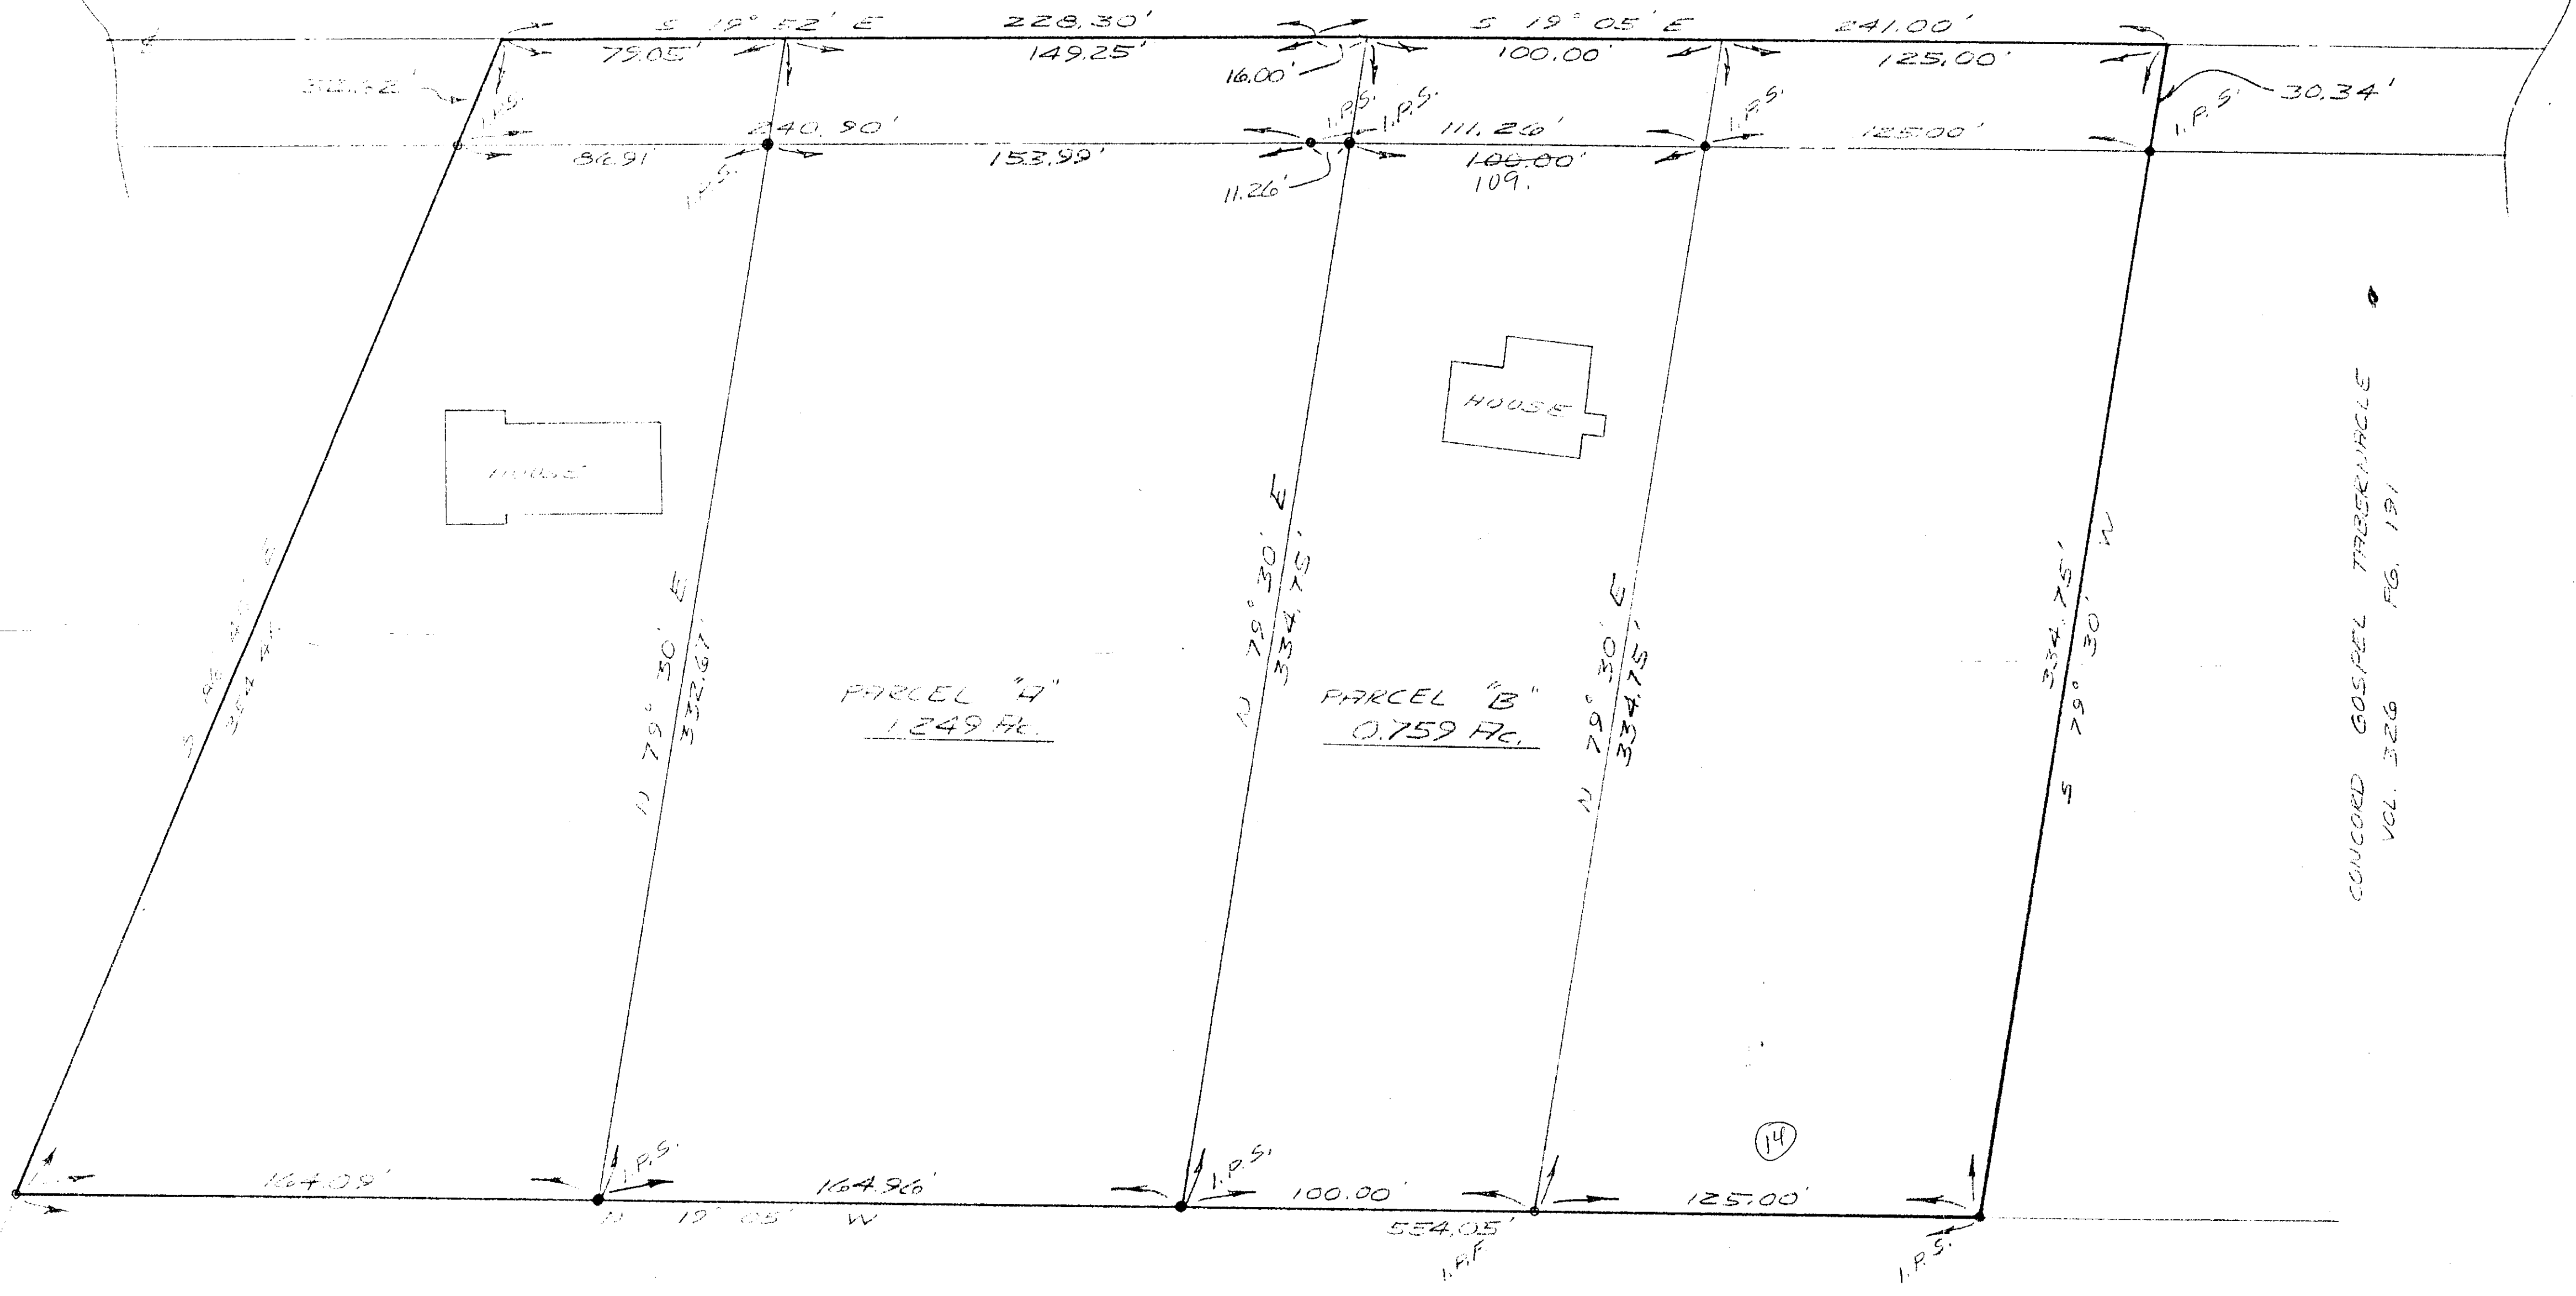 S 19° 52' E 228.30' S 19° 05' E 241.00'
79.05' 149.25' 16.00' 100.00' 125.00'
30.34'
I.P.S. I.P.S. I.P.S. I.P.S. I.P.S.
240.90' 111.26' 125.00'
86.91 153.99' 11.26' 100.00'
109.
I.P.S.
HOUSE
HOUSE
N 79° 30' E
332.67'
N 79° 30' E
334.75'
N 79° 30' E
334.75'
334.75'
S 79° 30' W
PARCEL "A"
1.249 Ac.
PARCEL "B"
0.759 Ac.
CONCORD GOSPEL TABERNACLE
VOL. 326 PG. 191
14
I.P.S. I.P.S.
164.09' 164.96' 100.00' 125.00'
N 19° 05' W 554.05'
I.P.F. I.P.S.